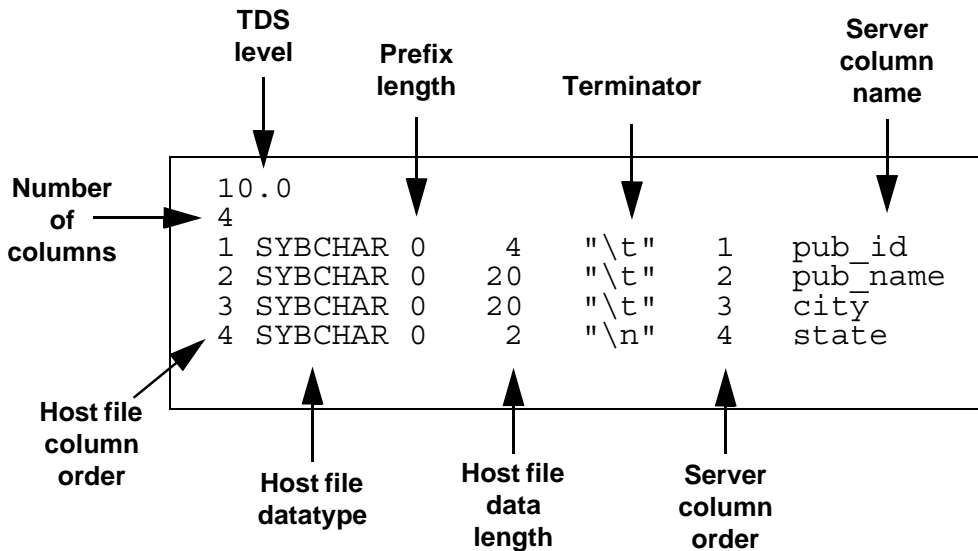 TDS
level
Prefix
length
Terminator
Server
column
name
Number
of
columns
10.0
4
1 SYBCHAR 0 4 "\t" 1 pub_id
2 SYBCHAR 0 20 "\t" 2 pub_name
3 SYBCHAR 0 20 "\t" 3 city
4 SYBCHAR 0 2 "\n" 4 state
Host file
column
order
Host file
datatype
Host file
data
length
Server
column
order